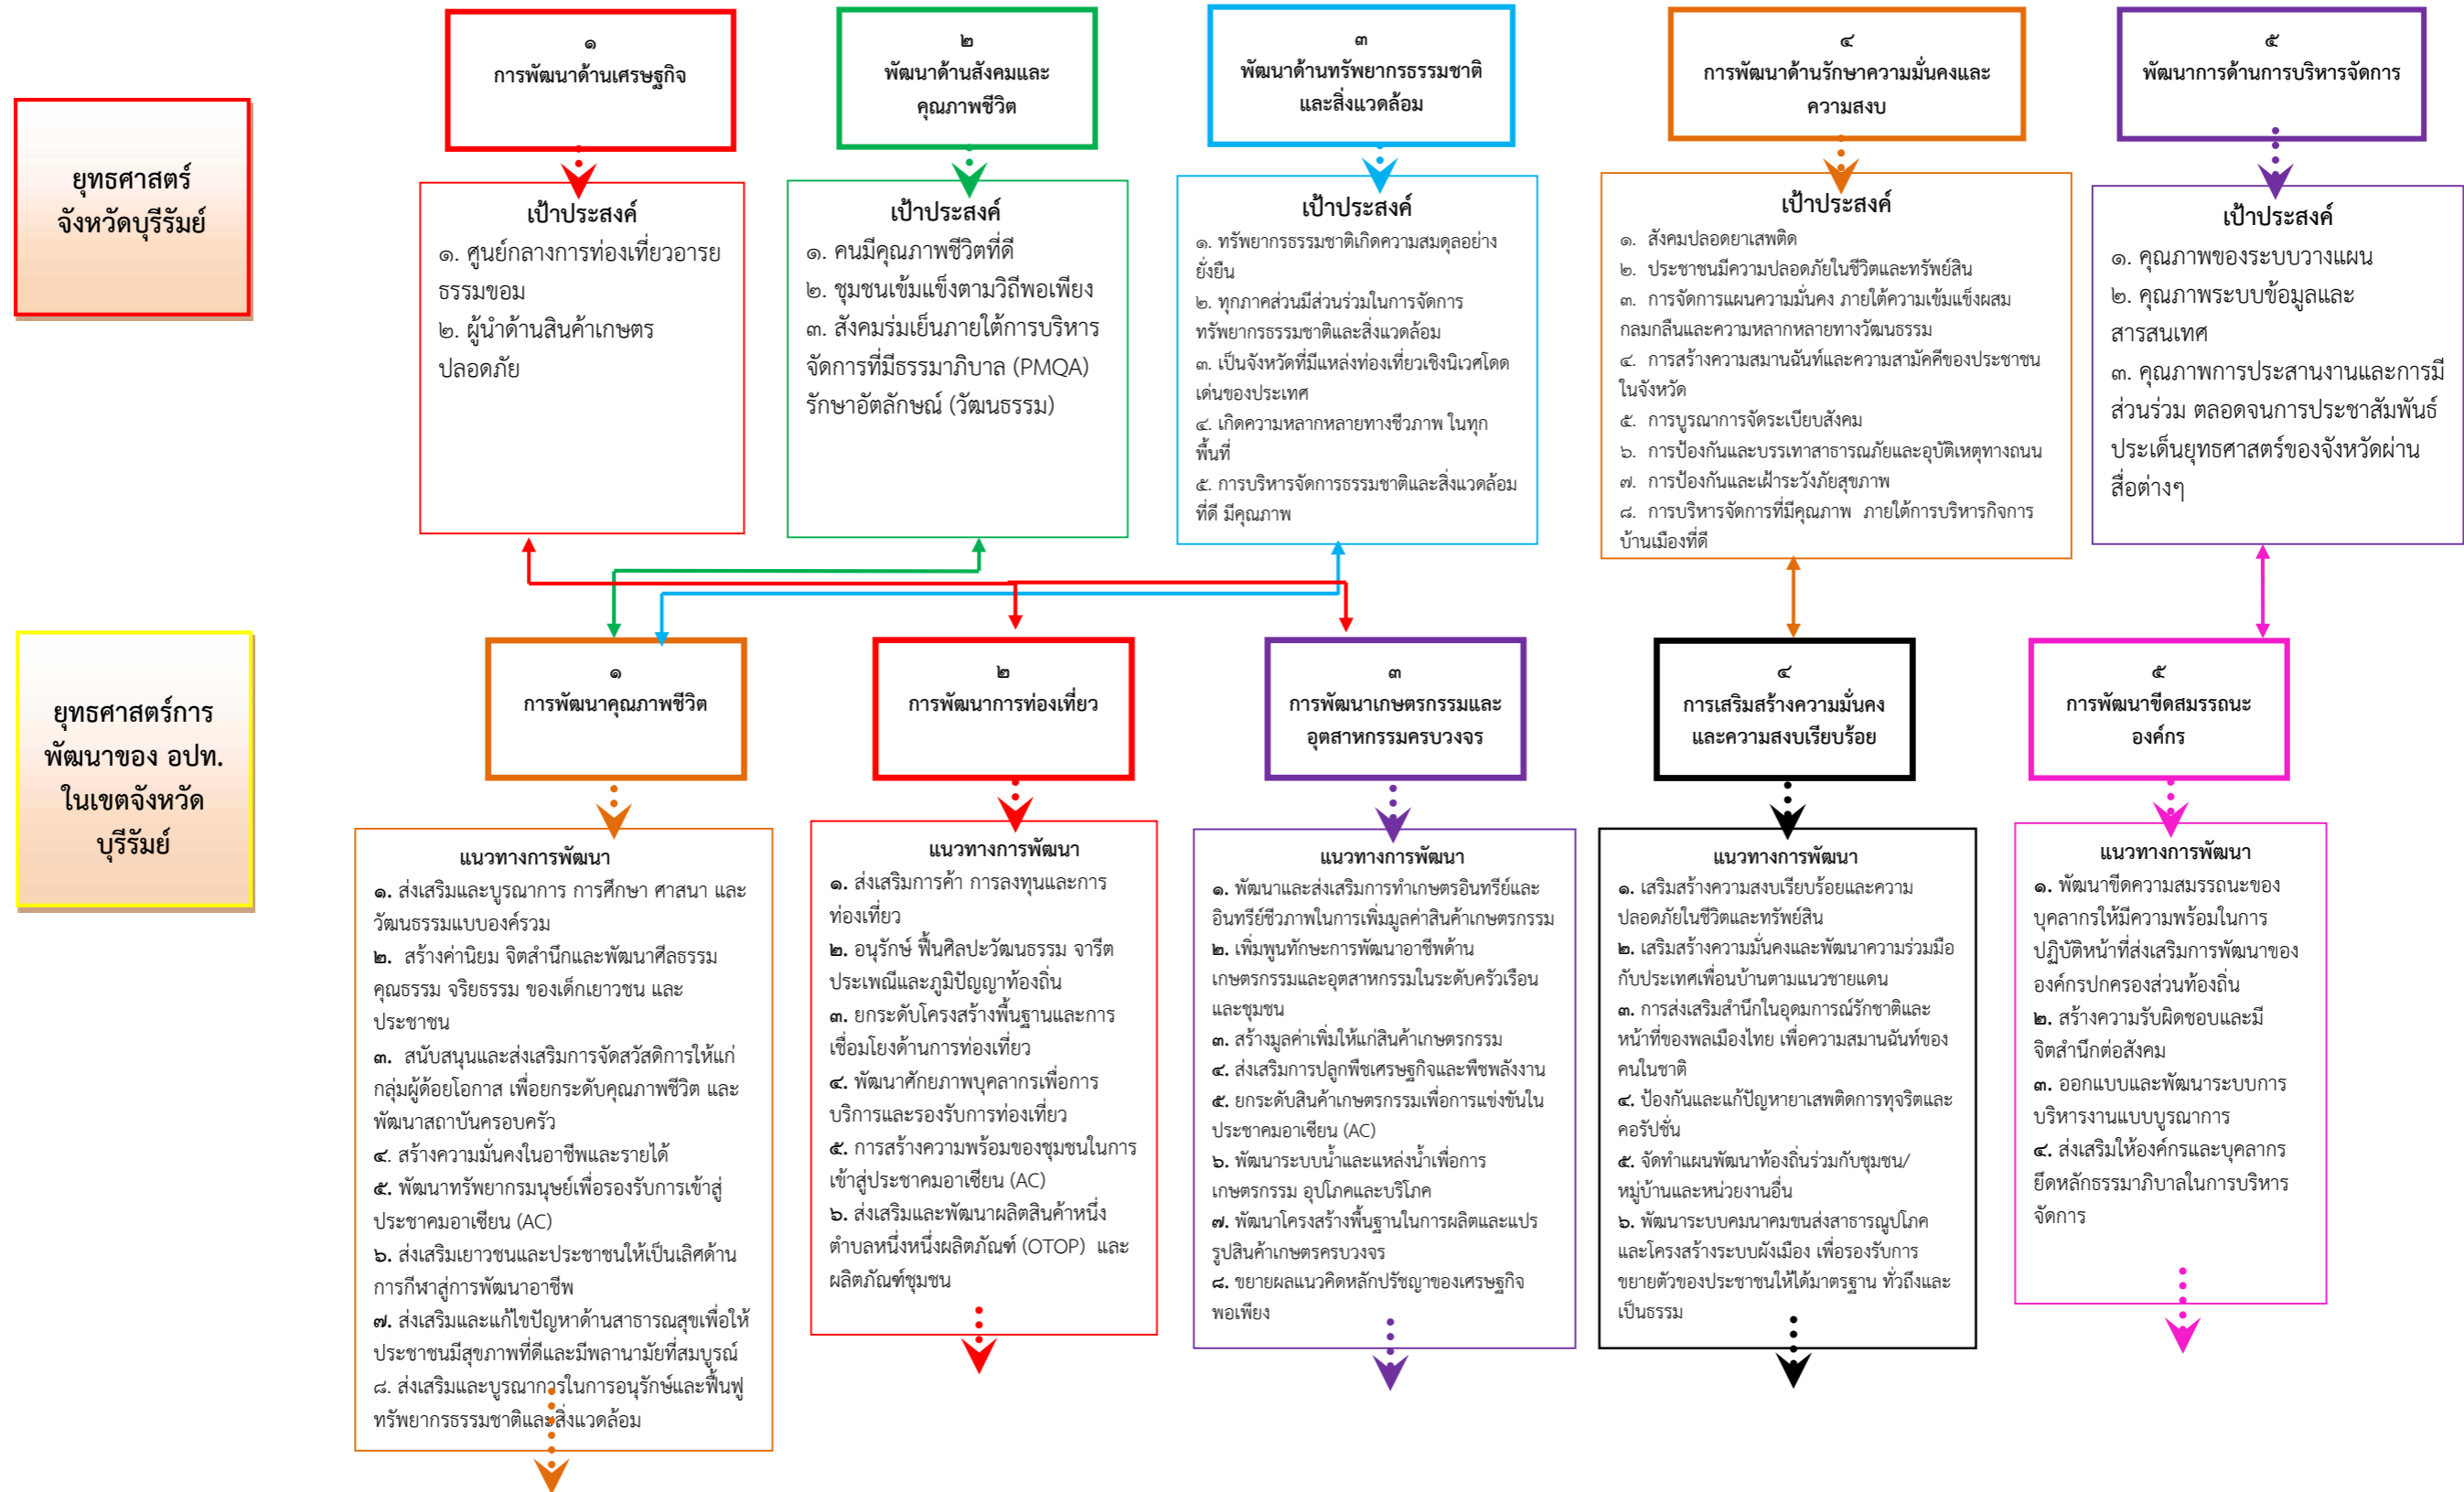 ยุทธศาสตร์
จังหวัดบุรีรัมย์
๑
การพัฒนาด้านเศรษฐกิจ
๒
พัฒนาด้านสังคมและ
คุณภาพชีวิต
๓
พัฒนาด้านทรัพยากรธรรมชาติ
และสิ่งแวดล้อม
๔
การพัฒนาด้านรักษาความมั่นคงและ
ความสงบ
๕
พัฒนาการด้านการบริหารจัดการ
เป้าประสงค์
๑. ศูนย์กลางการท่องเที่ยวอารย
ธรรมขอม
๒. ผู้นำด้านสินค้าเกษตร
ปลอดภัย
เป้าประสงค์
๑. คนมีคุณภาพชีวิตที่ดี
๒. ชุมชนเข้มแข็งตามวิถีพอเพียง
๓. สังคมร่มเย็นภายใต้การบริหาร
จัดการที่มีธรรมาภิบาล (PMQA)
รักษาอัตลักษณ์ (วัฒนธรรม)
เป้าประสงค์
๑. ทรัพยากรธรรมชาติเกิดความสมดุลอย่าง
ยั่งยืน
๒. ทุกภาคส่วนมีส่วนร่วมในการจัดการ
ทรัพยากรธรรมชาติและสิ่งแวดล้อม
๓. เป็นจังหวัดที่มีแหล่งท่องเที่ยวเชิงนิเวศโดด
เด่นของประเทศ
๔. เกิดความหลากหลายทางชีวภาพ ในทุก
พื้นที่
๕. การบริหารจัดการธรรมชาติและสิ่งแวดล้อม
ที่ดี มีคุณภาพ
เป้าประสงค์
๑. สังคมปลอดยาเสพติด
๒. ประชาชนมีความปลอดภัยในชีวิตและทรัพย์สิน
๓. การจัดการแผนความมั่นคง ภายใต้ความเข้มแข็งผสม
กลมกลืนและความหลากหลายทางวัฒนธรรม
๔. การสร้างความสมานฉันท์และความสามัคคีของประชาชน
ในจังหวัด
๕. การบูรณาการจัดระเบียบสังคม
๖. การป้องกันและบรรเทาสาธารณภัยและอุบัติเหตุทางถนน
๗. การป้องกันและเฝ้าระวังภัยสุขภาพ
๘. การบริหารจัดการที่มีคุณภาพ ภายใต้การบริหารกิจการ
บ้านเมืองที่ดี
เป้าประสงค์
๑. คุณภาพของระบบวางแผน
๒. คุณภาพระบบข้อมูลและ
สารสนเทศ
๓. คุณภาพการประสานงานและการมี
ส่วนร่วม ตลอดจนการประชาสัมพันธ์
ประเด็นยุทธศาสตร์ของจังหวัดผ่าน
สื่อต่างๆ
ยุทธศาสตร์การ
พัฒนาของ อปท.
ในเขตจังหวัด
บุรีรัมย์
๑
การพัฒนาคุณภาพชีวิต
๒
การพัฒนาการท่องเที่ยว
๓
การพัฒนาเกษตรกรรมและ
อุตสาหกรรมครบวงจร
๔
การเสริมสร้างความมั่นคง
และความสงบเรียบร้อย
๕
การพัฒนาขีดสมรรถนะ
องค์กร
แนวทางการพัฒนา
๑. ส่งเสริมและบูรณาการ การศึกษา ศาสนา และ
วัฒนธรรมแบบองค์รวม
๒. สร้างค่านิยม จิตสำนึกและพัฒนาศีลธรรม
คุณธรรม จริยธรรม ของเด็กเยาวชน และ
ประชาชน
๓. สนับสนุนและส่งเสริมการจัดสวัสดิการให้แก่
กลุ่มผู้ด้อยโอกาส เพื่อยกระดับคุณภาพชีวิต และ
พัฒนาสถาบันครอบครัว
๔. สร้างความมั่นคงในอาชีพและรายได้
๕. พัฒนาทรัพยากรมนุษย์เพื่อรองรับการเข้าสู่
ประชาคมอาเซียน (AC)
๖. ส่งเสริมเยาวชนและประชาชนให้เป็นเลิศด้าน
การกีฬาสู่การพัฒนาอาชีพ
๗. ส่งเสริมและแก้ไขปัญหาด้านสาธารณสุขเพื่อให้
ประชาชนมีสุขภาพที่ดีและมีพลานามัยที่สมบูรณ์
๘. ส่งเสริมและบูรณาการในการอนุรักษ์และฟื้นฟู
ทรัพยากรธรรมชาติและสิ่งแวดล้อม
แนวทางการพัฒนา
๑. ส่งเสริมการค้า การลงทุนและการ
ท่องเที่ยว
๒. อนุรักษ์ ฟื้นศิลปะวัฒนธรรม จารีต
ประเพณีและภูมิปัญญาท้องถิ่น
๓. ยกระดับโครงสร้างพื้นฐานและการ
เชื่อมโยงด้านการท่องเที่ยว
๔. พัฒนาศักยภาพบุคลากรเพื่อการ
บริการและรองรับการท่องเที่ยว
๕. การสร้างความพร้อมของชุมชนในการ
เข้าสู่ประชาคมอาเซียน (AC)
๖. ส่งเสริมและพัฒนาผลิตสินค้าหนึ่ง
ตำบลหนึ่งหนึ่งผลิตภัณฑ์ (OTOP) และ
ผลิตภัณฑ์ชุมชน
แนวทางการพัฒนา
๑. พัฒนาและส่งเสริมการทำเกษตรอินทรีย์และ
อินทรีย์ชีวภาพในการเพิ่มมูลค่าสินค้าเกษตรกรรม
๒. เพิ่มพูนทักษะการพัฒนาอาชีพด้าน
เกษตรกรรมและอุตสาหกรรมในระดับครัวเรือน
และชุมชน
๓. สร้างมูลค่าเพิ่มให้แก่สินค้าเกษตรกรรม
๔. ส่งเสริมการปลูกพืชเศรษฐกิจและพืชพลังงาน
๕. ยกระดับสินค้าเกษตรกรรมเพื่อการแข่งขันใน
ประชาคมอาเซียน (AC)
๖. พัฒนาระบบน้ำและแหล่งน้ำเพื่อการ
เกษตรกรรม อุปโภคและบริโภค
๗. พัฒนาโครงสร้างพื้นฐานในการผลิตและแปร
รูปสินค้าเกษตรครบวงจร
๘. ขยายผลแนวคิดหลักปรัชญาของเศรษฐกิจ
พอเพียง
แนวทางการพัฒนา
๑. เสริมสร้างความสงบเรียบร้อยและความ
ปลอดภัยในชีวิตและทรัพย์สิน
๒. เสริมสร้างความมั่นคงและพัฒนาความร่วมมือ
กับประเทศเพื่อนบ้านตามแนวชายแดน
๓. การส่งเสริมสำนึกในอุดมการณ์รักชาติและ
หน้าที่ของพลเมืองไทย เพื่อความสมานฉันท์ของ
คนในชาติ
๔. ป้องกันและแก้ปัญหายาเสพติดการทุจริตและ
คอรัปชั่น
๕. จัดทำแผนพัฒนาท้องถิ่นร่วมกับชุมชน/
หมู่บ้านและหน่วยงานอื่น
๖. พัฒนาระบบคมนาคมขนส่งสาธารณูปโภค
และโครงสร้างระบบผังเมือง เพื่อรองรับการ
ขยายตัวของประชาชนให้ได้มาตรฐาน ทั่วถึงและ
เป็นธรรม
แนวทางการพัฒนา
๑. พัฒนาขีดความสมรรถนะของ
บุคลากรให้มีความพร้อมในการ
ปฏิบัติหน้าที่ส่งเสริมการพัฒนาของ
องค์กรปกครองส่วนท้องถิ่น
๒. สร้างความรับผิดชอบและมี
จิตสำนึกต่อสังคม
๓. ออกแบบและพัฒนาระบบการ
บริหารงานแบบบูรณาการ
๔. ส่งเสริมให้องค์กรและบุคลากร
ยึดหลักธรรมาภิบาลในการบริหาร
จัดการ